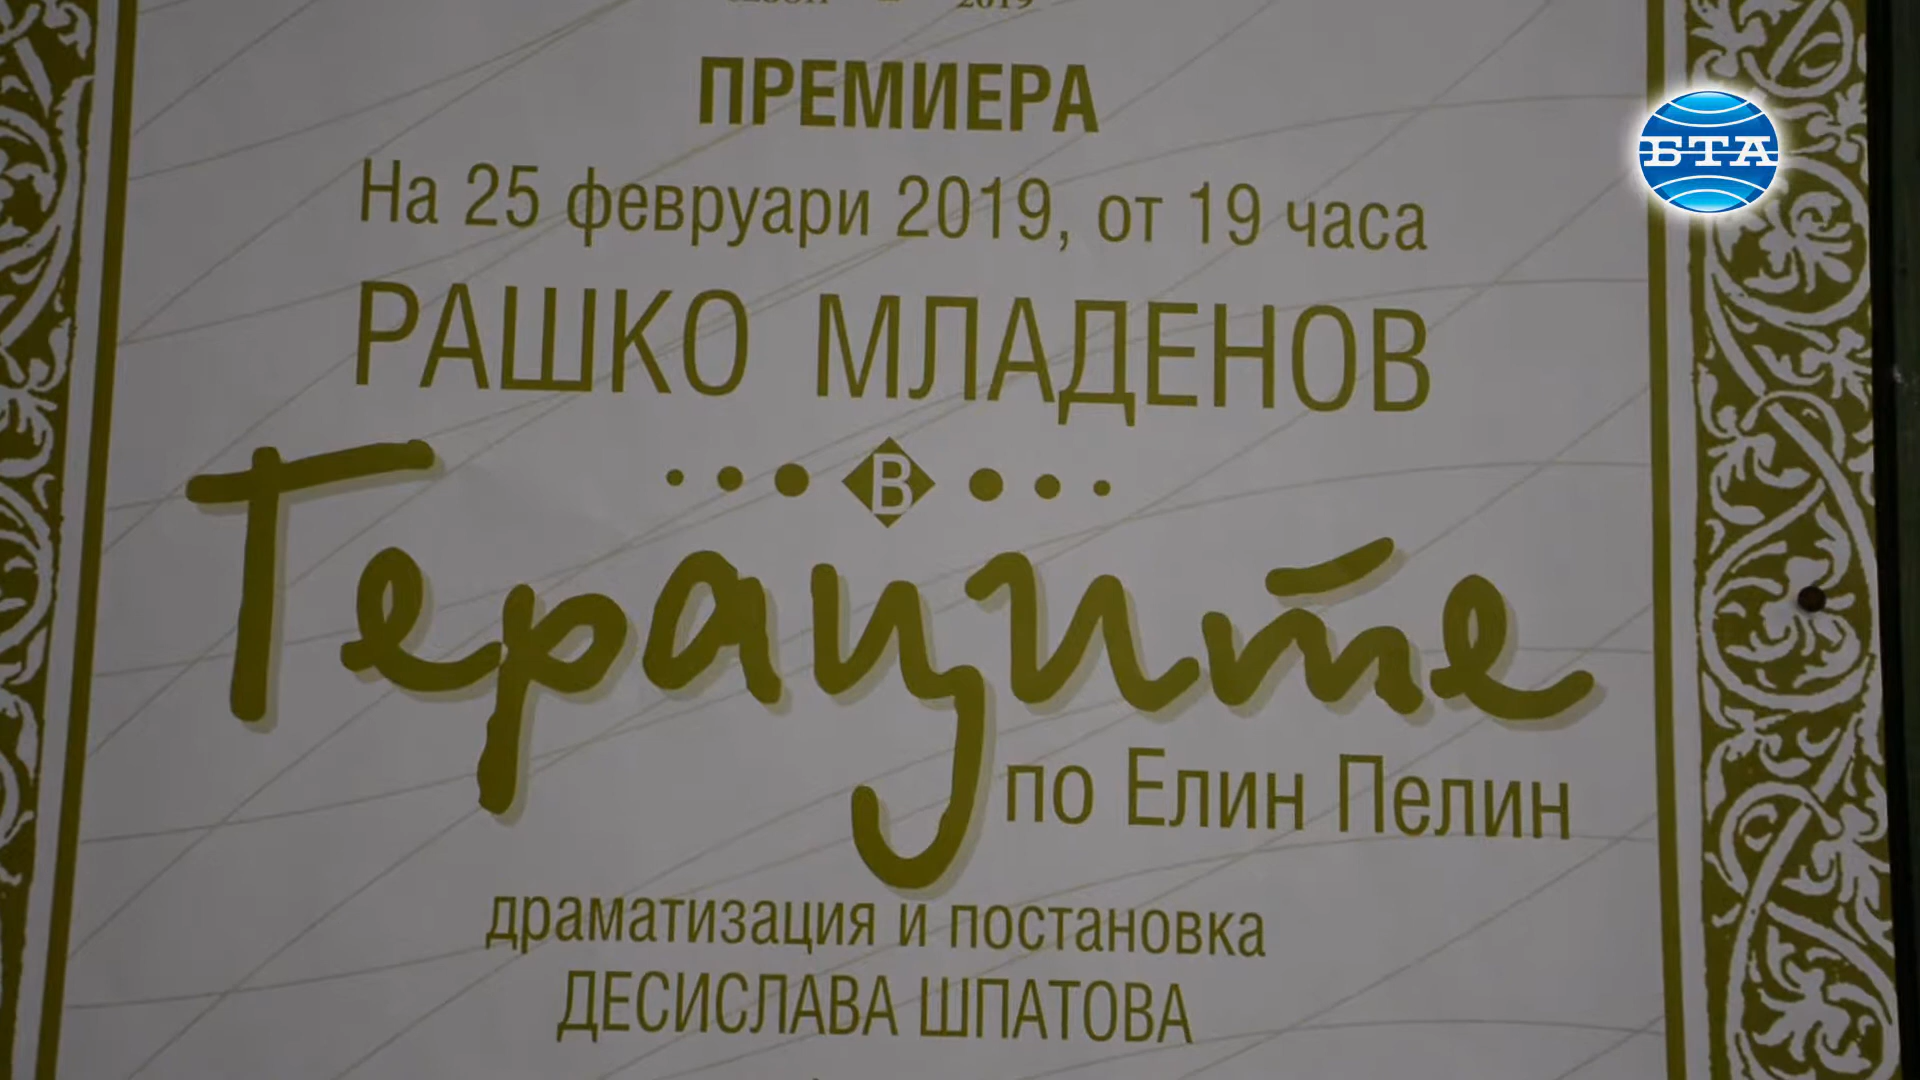 2019
ПРЕМИЕРА
На 25 февруари 2019, от 19 часа
РАШКО МЛАДЕНОВ
В
Гераците
по Елин Пелин
драматизация и постановка
ДЕСИСЛАВА ШПАТОВА
БТА